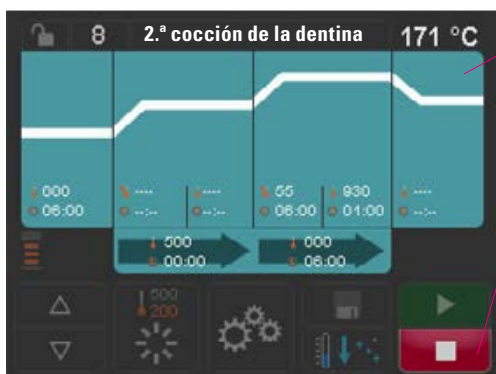 8 2.ª cocción de la dentina 171 °C
000 ---- ---- 55 930 ----
06:00 --:-- --:-- 06:00 01:00 --:--
500 000
00:00 06:00
500
200